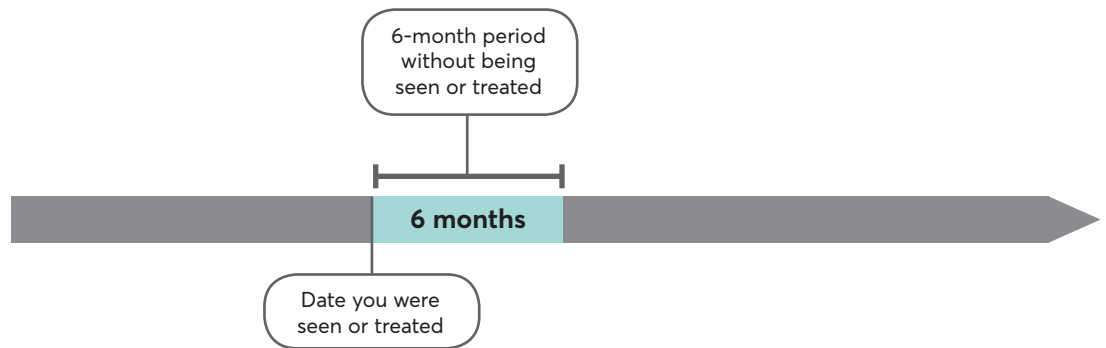 6-month period
without being
seen or treated
6 months
Date you were
seen or treated